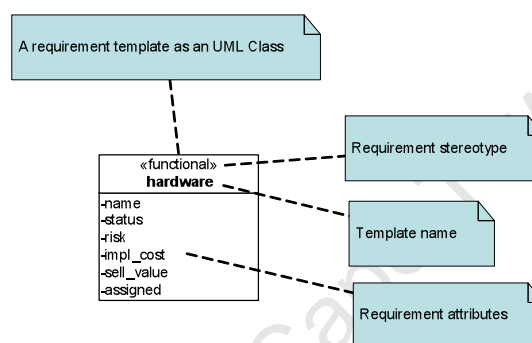 A requirement template as an UML Class
Requirement stereotype
«functional»
hardware
-name
-status
-risk
-impl_cost
-sell_value
-assigned
Template name
Requirement attributes